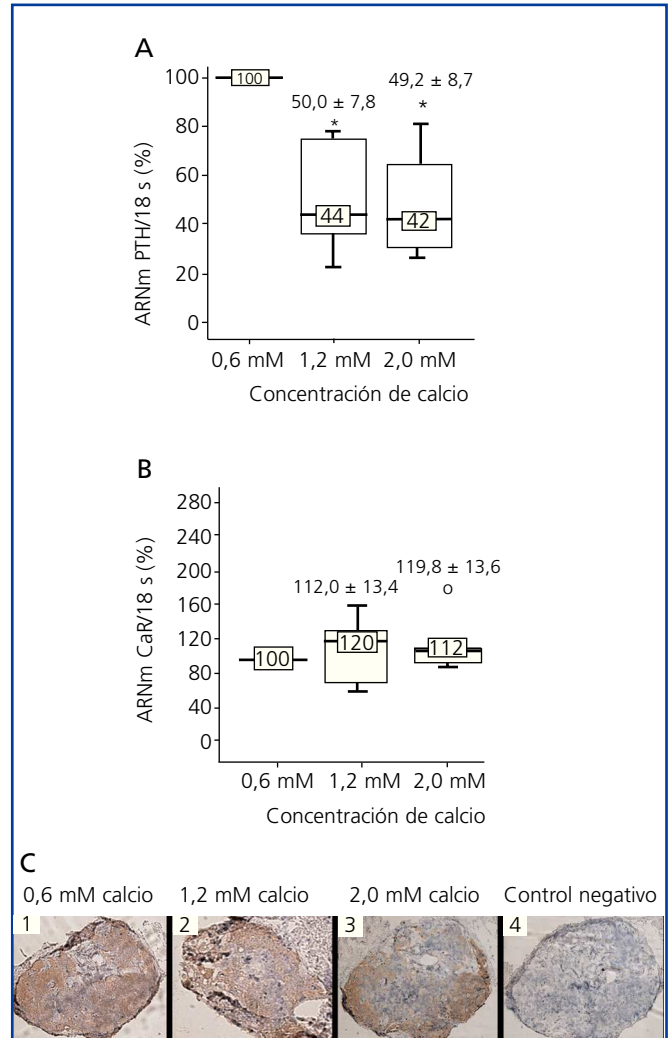 A
ARNm PTH/18 s (%)
100
80
60
40
20
0
100
50,0 ± 7,8
*
44
49,2 ± 8,7
*
42
0,6 mM 1,2 mM 2,0 mM
Concentración de calcio
B
ARNm CaR/18 s (%)
280
240
200
160
120
80
40
0
100
112,0 ± 13,4
120
119,8 ± 13,6
112
0,6 mM 1,2 mM 2,0 mM
Concentración de calcio
C
0,6 mM calcio 1,2 mM calcio 2,0 mM calcio Control negativo
1 2 3 4